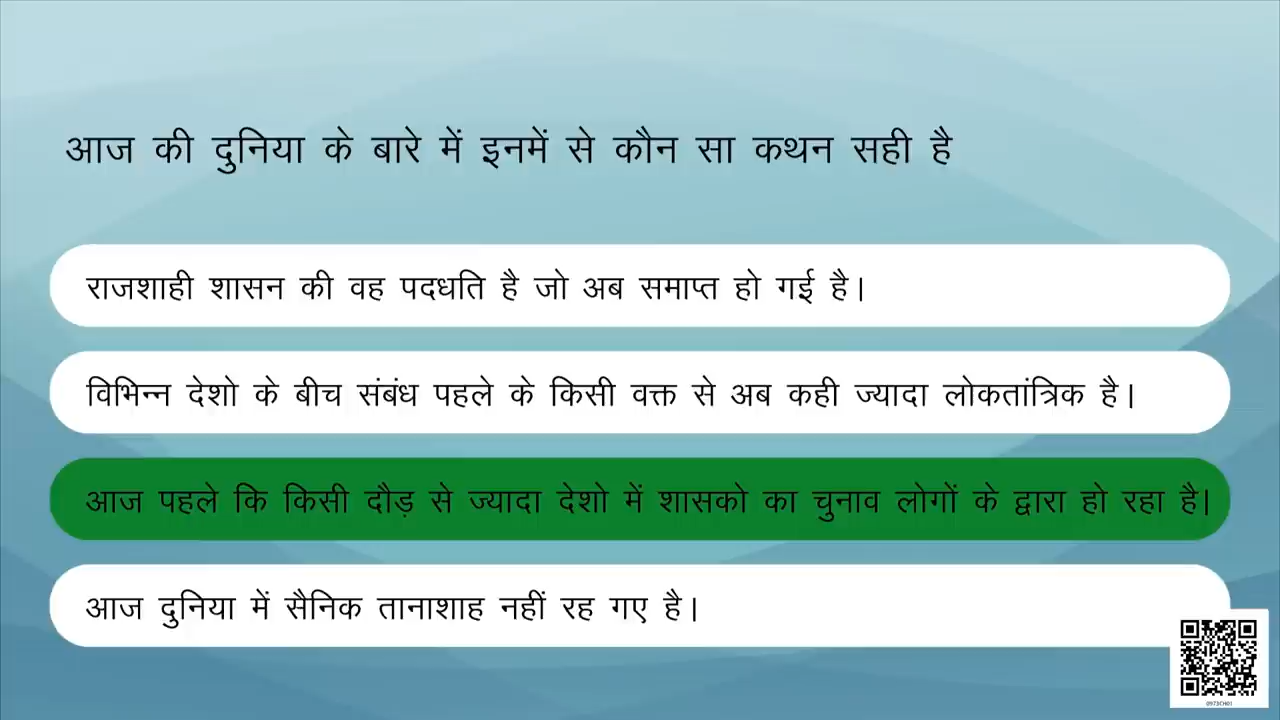 आज की दुनिया के बारे में इनमें से कौन सा कथन सही है
राजशाही शासन की वह पदधति है जो अब समाप्त हो गई है।
विभिन्न देशो के बीच संबंध पहले के किसी वक्त से अब कही ज्यादा लोकतांत्रिक है।
आज पहले कि किसी दौड़ से ज्यादा देशो में शासको का चुनाव लोगों के द्वारा हो रहा है।
आज दुनिया में सैनिक तानाशाह नहीं रह गए है।
0973CH01